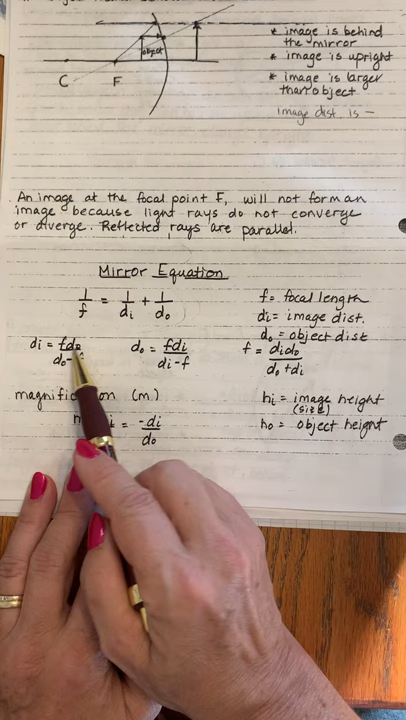 * image is behind
the mirror
* image is upright
object
* image is larger
than object
C F
image dist. is –
An image at the focal point F, will not form an
image because light rays do not converge
or diverge. Reflected rays are parallel.
Mirror Equation
1/f = 1/di + 1/do
f = focal length
di = image dist.
do = object dist
di = fdo/do-f
do = fdi/di-f
f = dido/do+di
magnification (m)
hi = image height
(size)
= -di/do
ho = object height